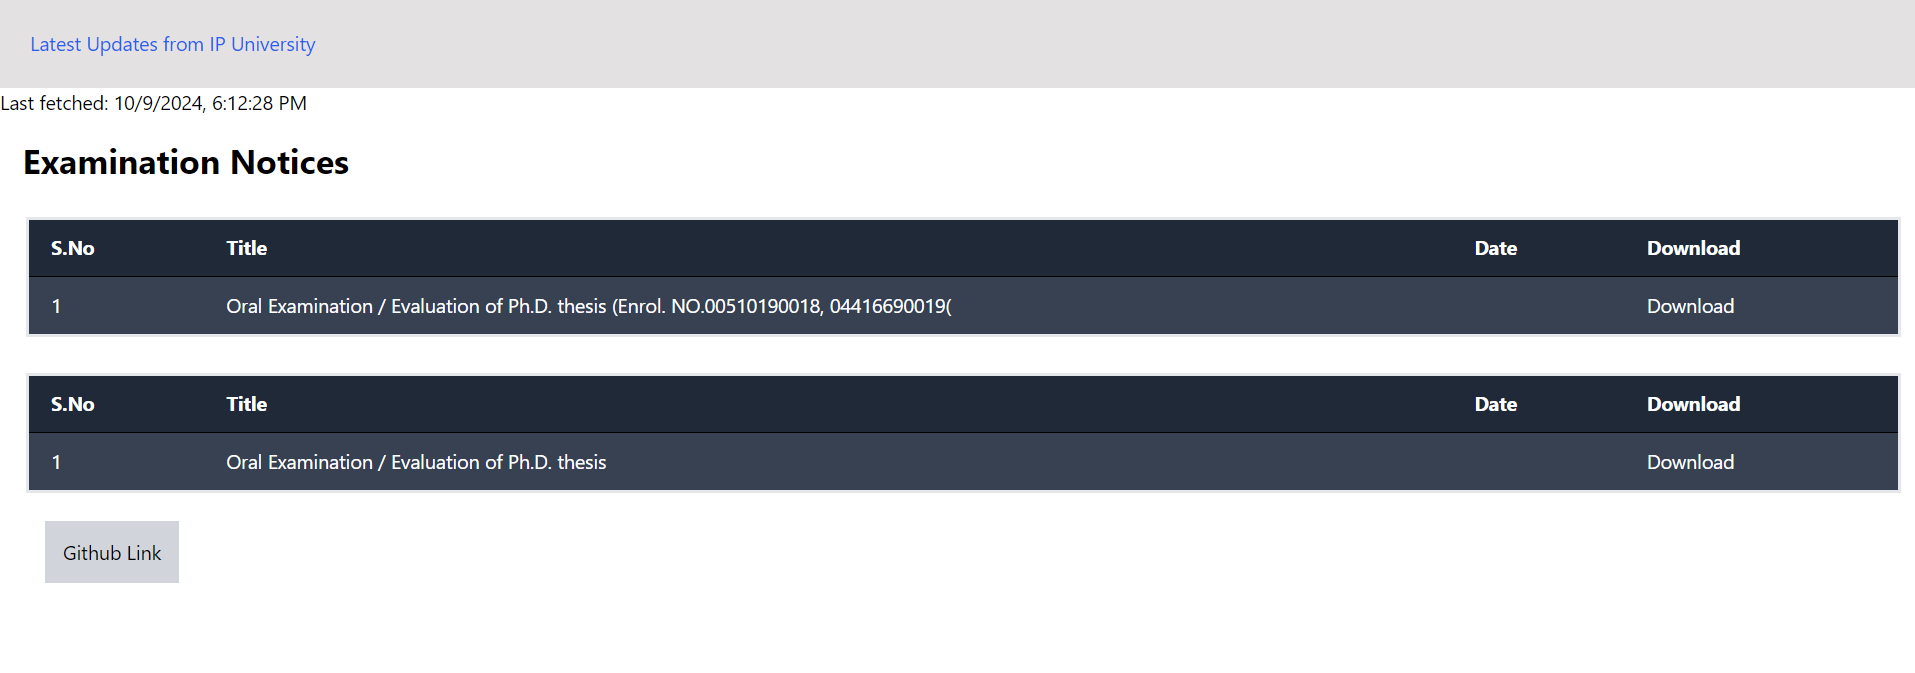 Latest Updates from IP University
Last fetched: 10/9/2024, 6:12:28 PM
Examination Notices
S.No Title Date Download
1 Oral Examination / Evaluation of Ph.D. thesis (Enrol. NO.00510190018, 04416690019( Download
S.No Title Date Download
1 Oral Examination / Evaluation of Ph.D. thesis Download
Github Link